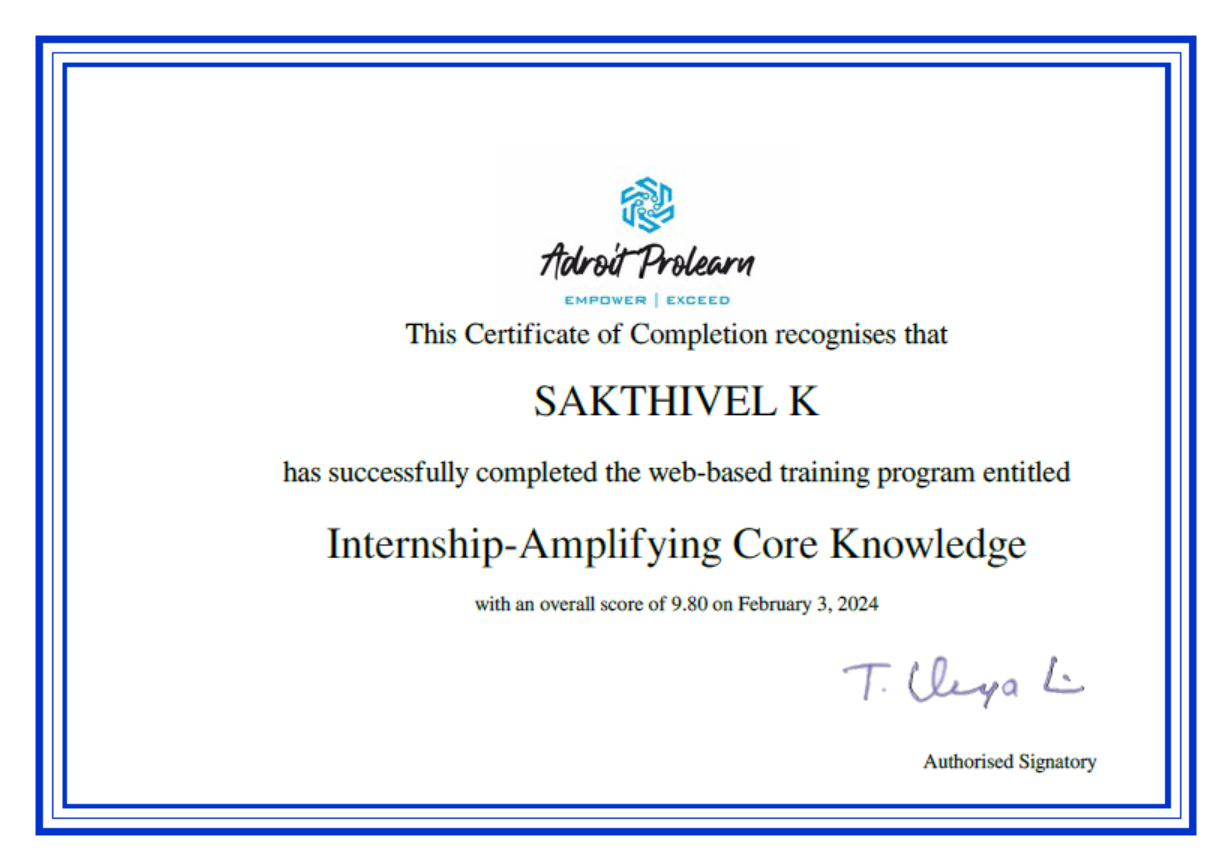 Adroit Prolearn
EMPOWER | EXCEED
This Certificate of Completion recognises that
SAKTHIVEL K
has successfully completed the web-based training program entitled
Internship-Amplifying Core Knowledge
with an overall score of 9.80 on February 3, 2024
T.
Authorised Signatory